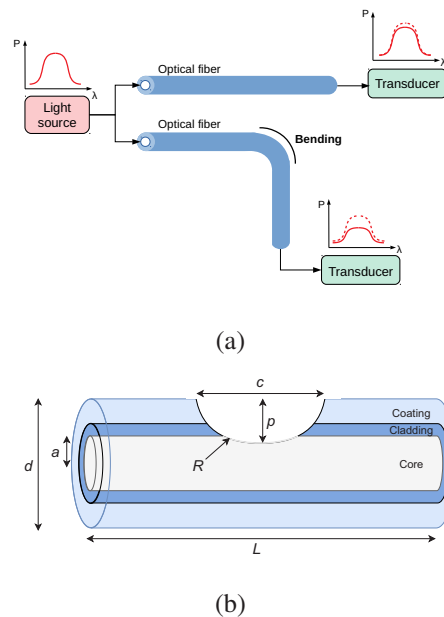 P
λ
Light
source
Optical fiber
P
λ
Transducer
Optical fiber
Bending
P
λ
Transducer
(a)
c
p
Coating
Cladding
a
d
R
Core
L
(b)